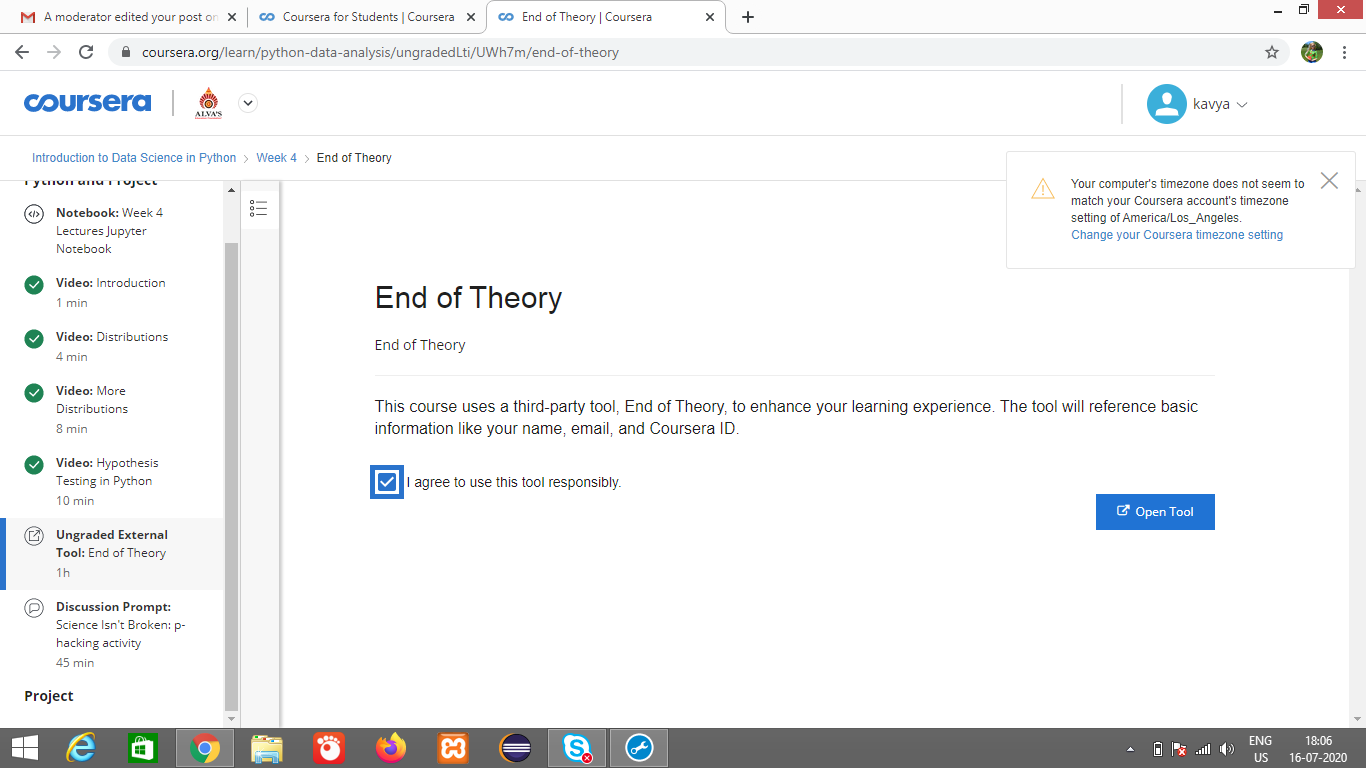 A moderator edited your post on
Coursera for Students | Coursera
End of Theory | Coursera
coursera.org/learn/python-data-analysis/ungradedLti/UWh7m/end-of-theory
coursera
ALVA'S
kavya
Introduction to Data Science in Python
Week 4
End of Theory
Your computer's timezone does not seem to
match your Coursera account's timezone
setting of America/Los_Angeles.
Change your Coursera timezone setting
Python and Project
Notebook: Week 4
Lectures Jupyter
Notebook
Video: Introduction
1 min
Video: Distributions
4 min
Video: More
Distributions
8 min
Video: Hypothesis
Testing in Python
10 min
Ungraded External
Tool: End of Theory
1h
Discussion Prompt:
Science Isn't Broken: p-
hacking activity
45 min
Project
End of Theory
End of Theory
This course uses a third-party tool, End of Theory, to enhance your learning experience. The tool will reference basic
information like your name, email, and Coursera ID.
I agree to use this tool responsibly.
Open Tool
ENG
US
18:06
16-07-2020